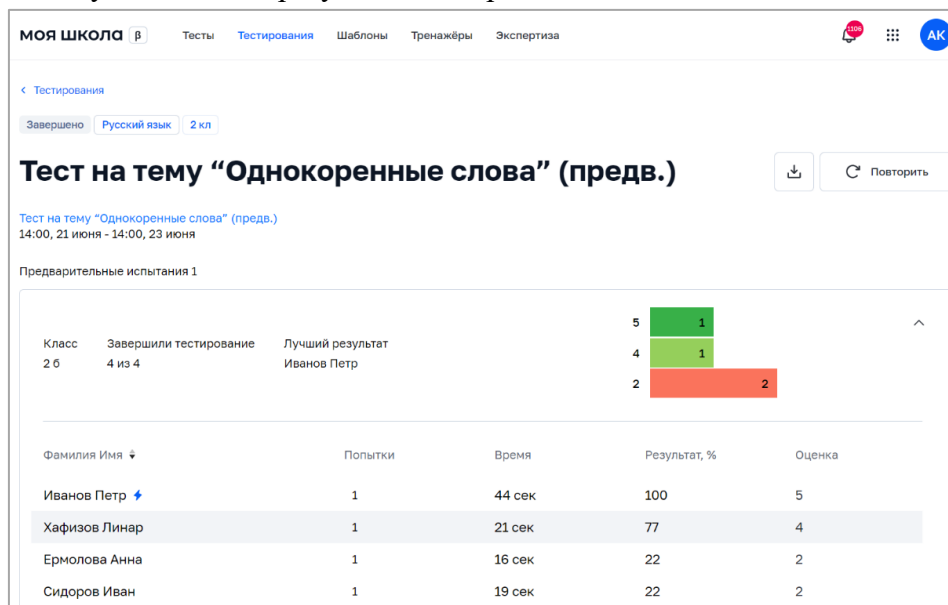 моя школа β Тесты Тестирования Шаблоны Тренажёры Экспертиза 1106 АК
< Тестирования
Завершено Русский язык 2 кл
Тест на тему “Однокоренные слова” (предв.) Повторить
Тест на тему “Однокоренные слова” (предв.)
14:00, 21 июня - 14:00, 23 июня
Предварительные испытания 1
5 1
Класс Завершили тестирование Лучший результат
2 б 4 из 4 Иванов Петр
4 1
2 2
Фамилия Имя Попытки Время Результат, % Оценка
Иванов Петр 1 44 сек 100 5
Хафизов Линар 1 21 сек 77 4
Ермолова Анна 1 16 сек 22 2
Сидоров Иван 1 19 сек 22 2